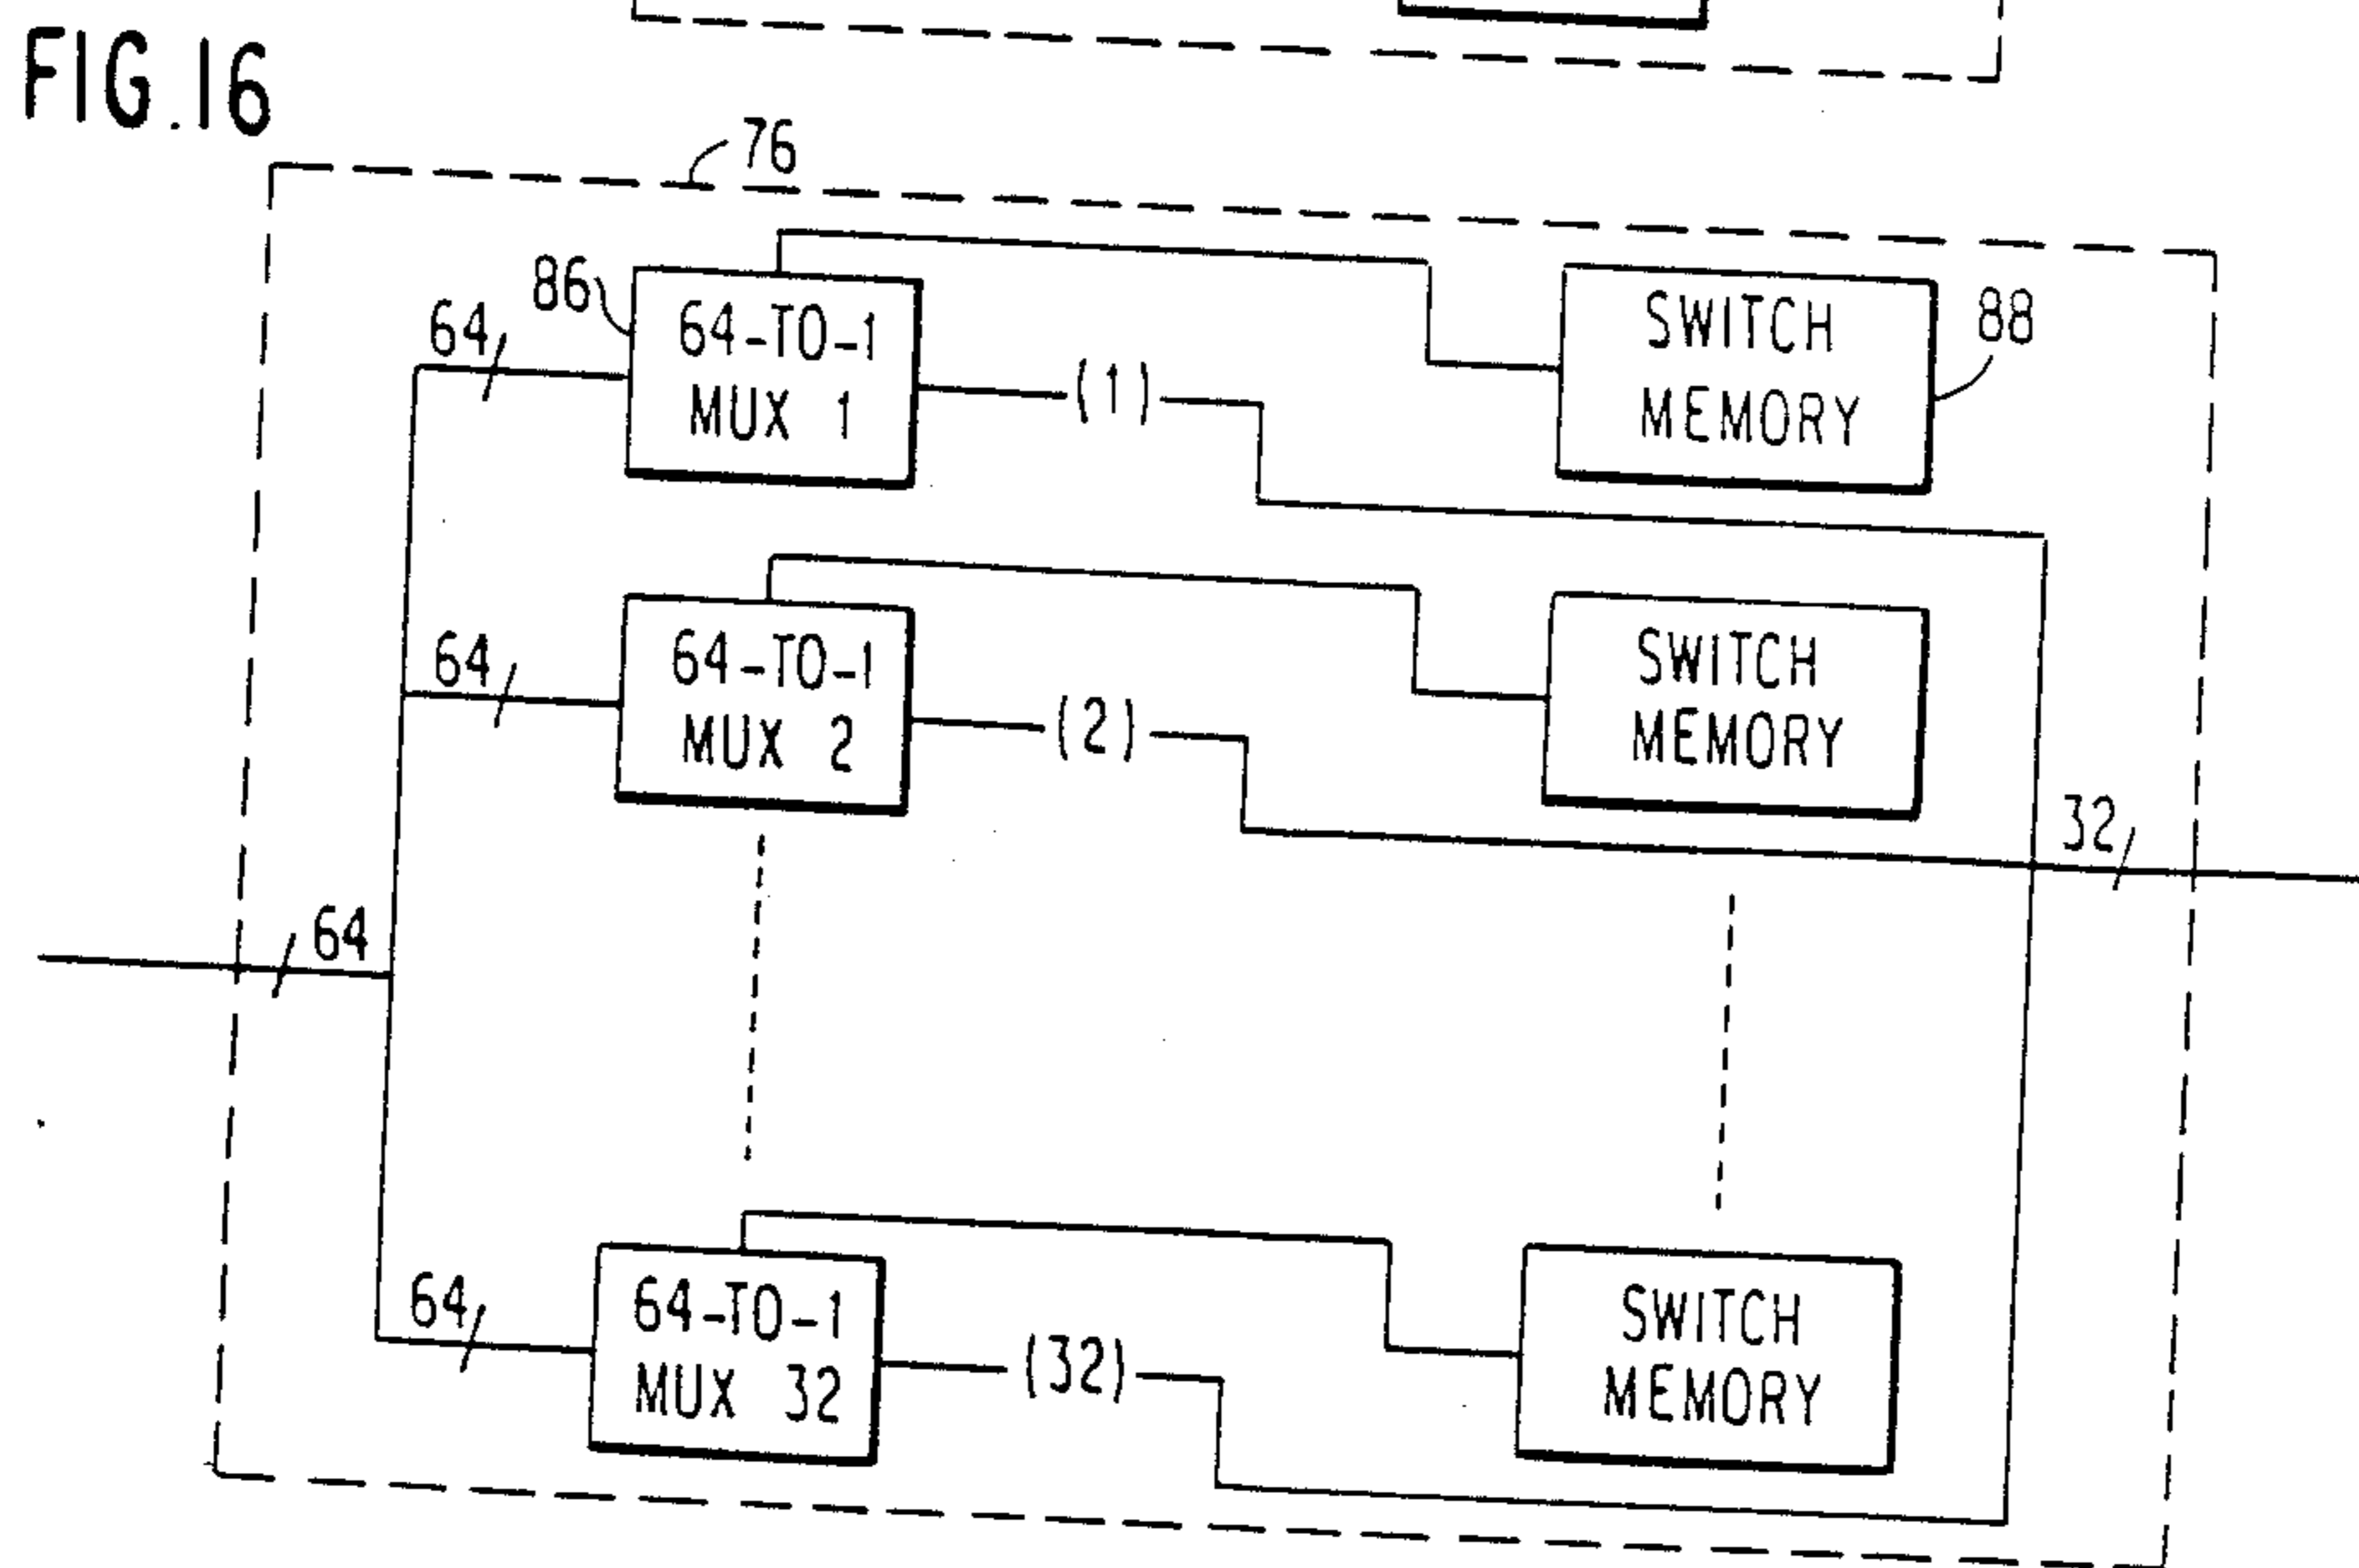 FIG.16
76
86
64
64-TO-1
MUX 1
(1)
SWITCH
MEMORY
88
64
64-TO-1
MUX 2
(2)
SWITCH
MEMORY
32
64
64
64-TO-1
MUX 32
(32)
SWITCH
MEMORY